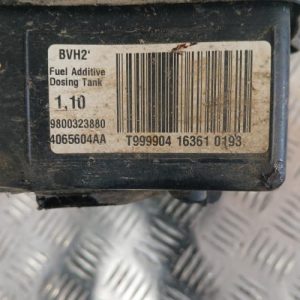 BVH2'
Fuel Additive
Dosing Tank
1,10
9800323880
4065604AA
T999904 16361 0193